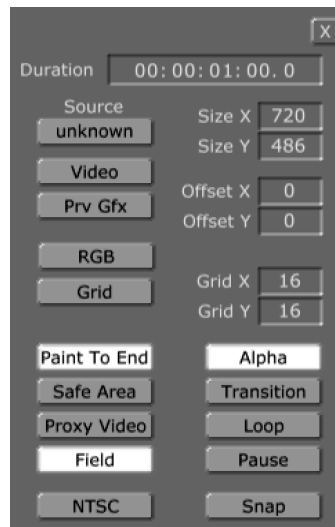 X
Duration 00:00:01:00.0
Source
unknown
Size X 720
Size Y 486
Video
Prv Gfx
Offset X 0
Offset Y 0
RGB
Grid
Grid X 16
Grid Y 16
Paint To End Alpha
Safe Area Transition
Proxy Video Loop
Field Pause
NTSC Snap